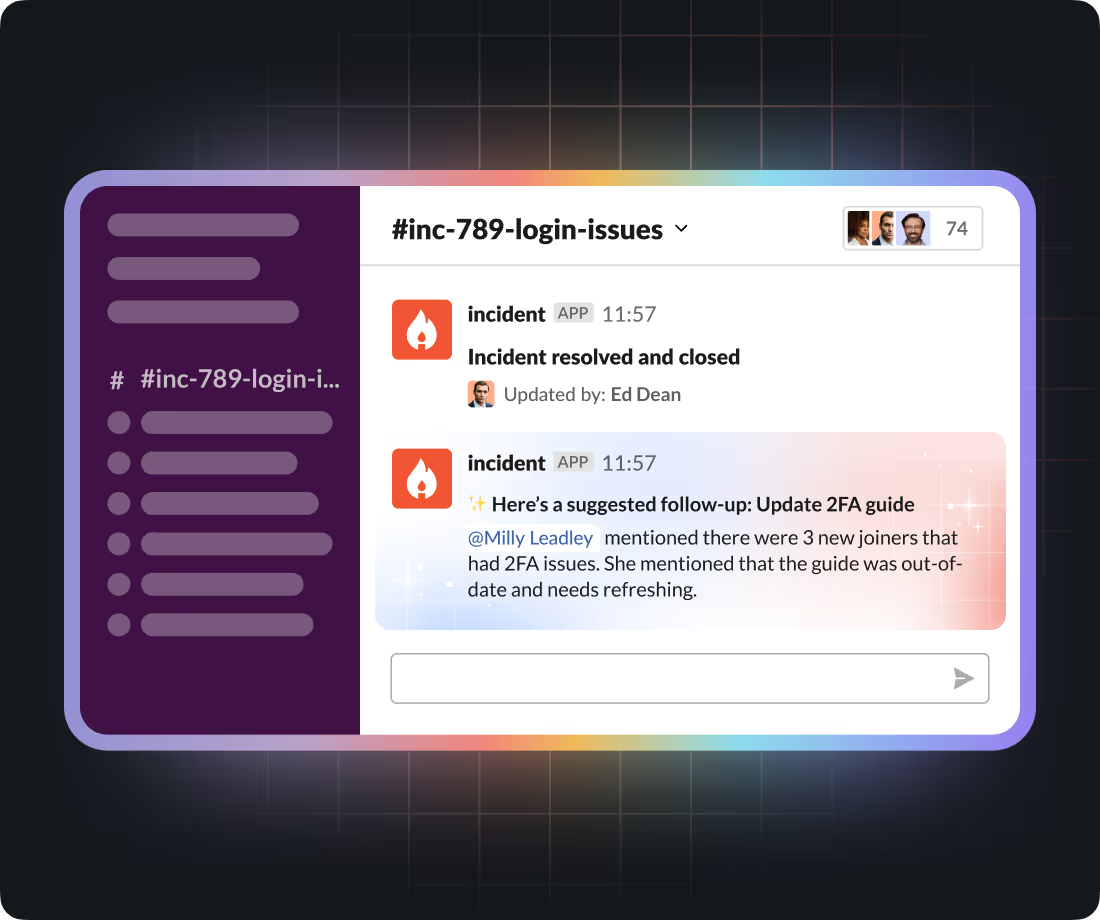 #inc-789-login-issues
74
# #inc-789-login-i...
incident APP 11:57
Incident resolved and closed
Updated by: Ed Dean
incident APP 11:57
✨ Here’s a suggested follow-up: Update 2FA guide
@Milly Leadley mentioned there were 3 new joiners that
had 2FA issues. She mentioned that the guide was out-of-
date and needs refreshing.